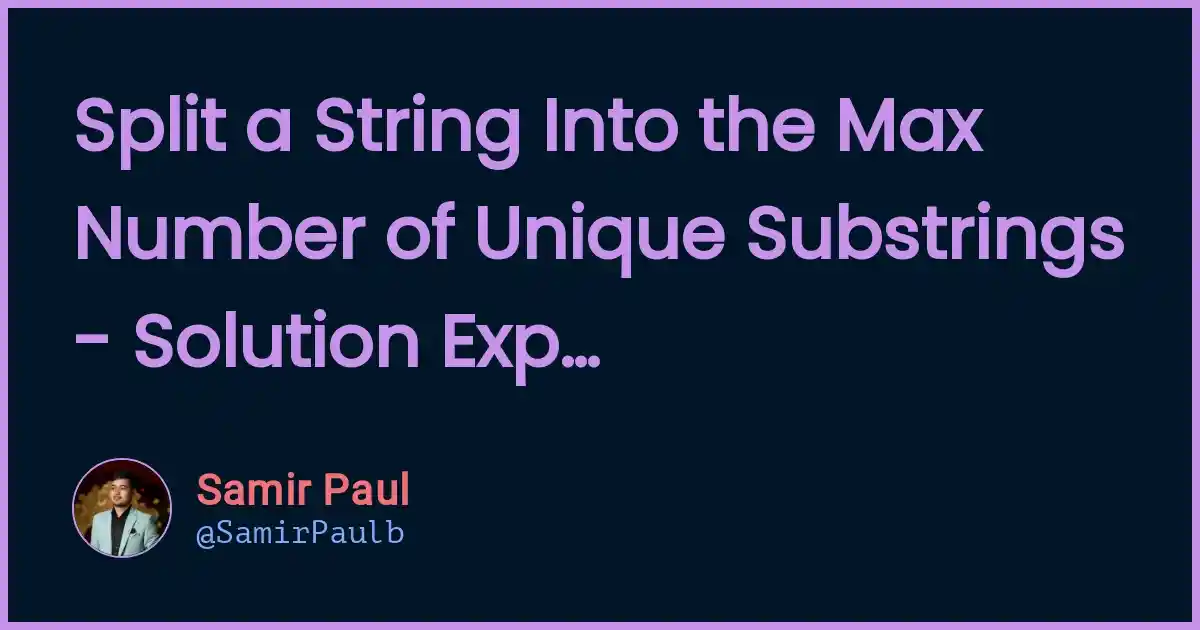 Split a String Into the Max
Number of Unique Substrings
- Solution Exp...
Samir Paul
@SamirPaulb